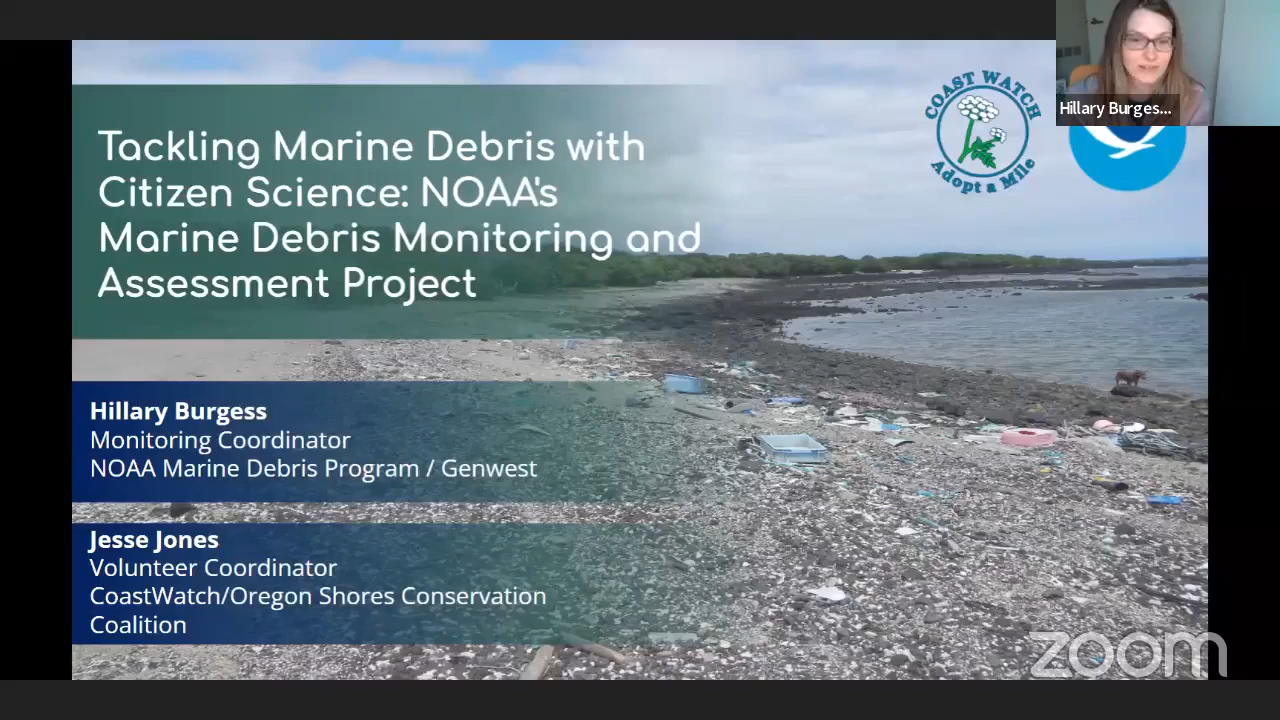 COAST WATCH
Adopt a Mile
Hillary Burges...
Tackling Marine Debris with
Citizen Science: NOAA's
Marine Debris Monitoring and
Assessment Project
Hillary Burgess
Monitoring Coordinator
NOAA Marine Debris Program / Genwest
Jesse Jones
Volunteer Coordinator
CoastWatch/Oregon Shores Conservation
Coalition
zoom